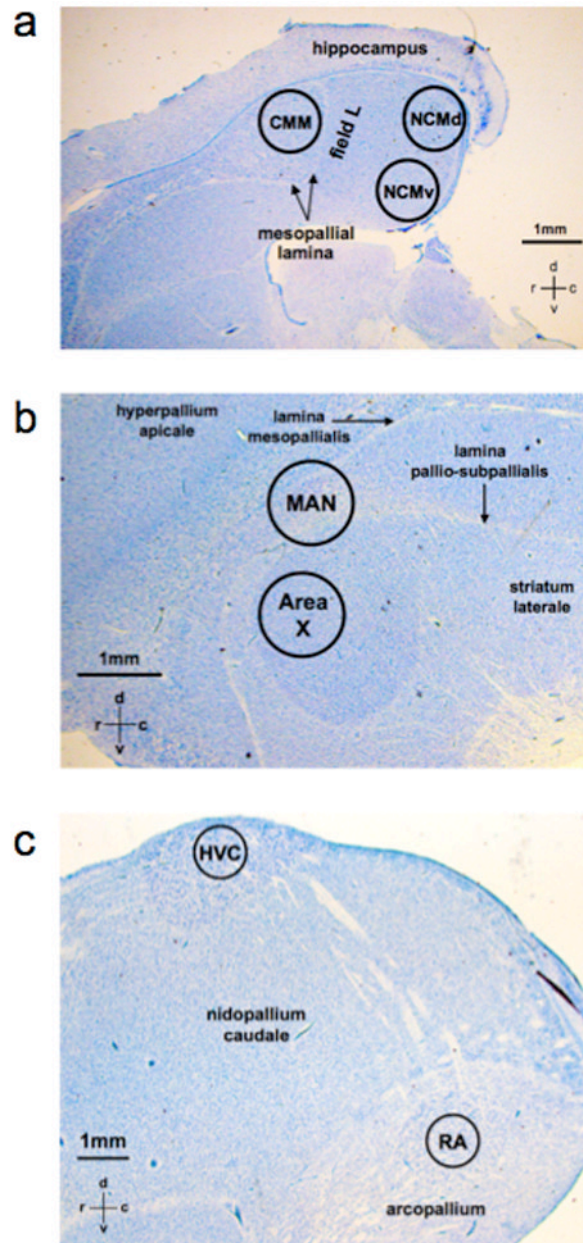 a
hippocampus
CMM
field L
NCMd
NCMv
mesopallial
lamina
1mm
d
r c
v
b
hyperpallium
apicale
lamina
mesopallialis
lamina
pallio-subpallialis
MAN
Area
X
striatum
laterale
1mm
d
r c
v
c
HVC
nidopallium
caudale
RA
1mm
d
r c
v
arcopallium